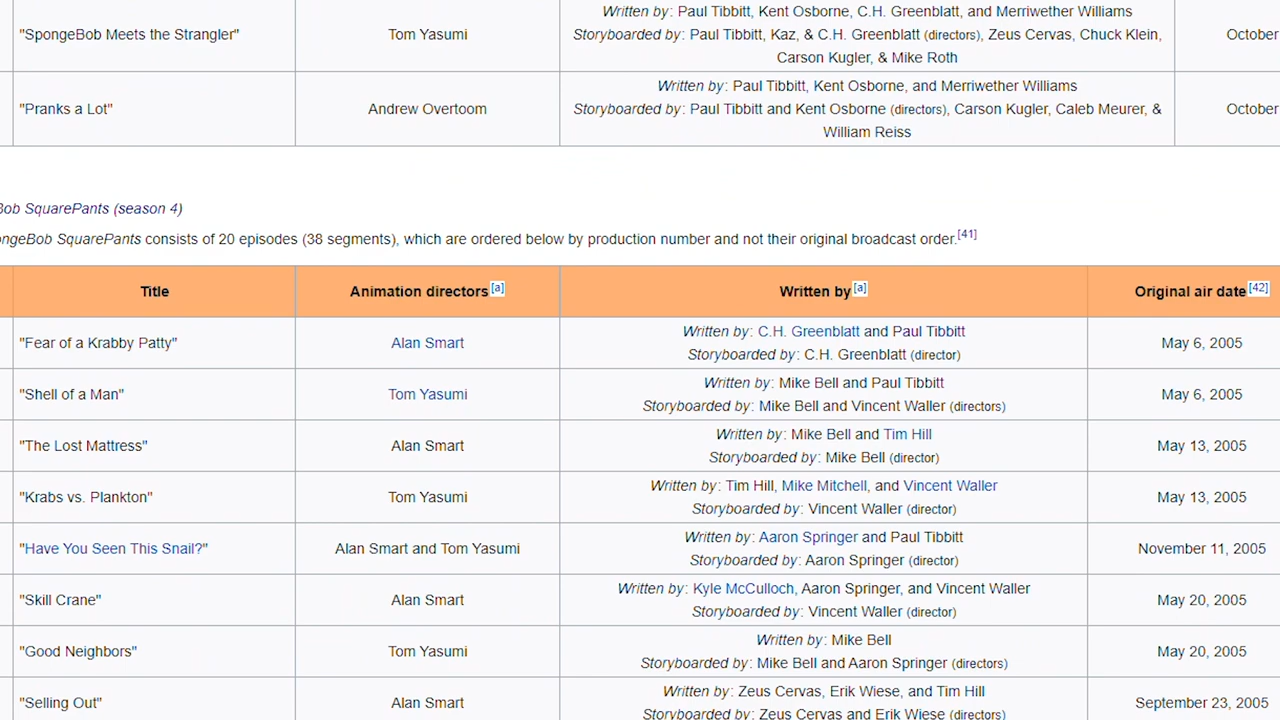 Written by: Paul Tibbitt, Kent Osborne, C.H. Greenblatt, and Merriwether Williams
"SpongeBob Meets the Strangler" Tom Yasumi Storyboarded by: Paul Tibbitt, Kaz, & C.H. Greenblatt (directors), Zeus Cervas, Chuck Klein, October
Carson Kugler, & Mike Roth
Written by: Paul Tibbitt, Kent Osborne, and Merriwether Williams
"Pranks a Lot" Andrew Overtoom Storyboarded by: Paul Tibbitt and Kent Osborne (directors), Carson Kugler, Caleb Meurer, & October
William Reiss
Bob SquarePants (season 4)
ngeBob SquarePants consists of 20 episodes (38 segments), which are ordered below by production number and not their original broadcast order.[41]
Title Animation directors[a] Written by[a] Original air date[42]
Written by: C.H. Greenblatt and Paul Tibbitt
"Fear of a Krabby Patty" Alan Smart May 6, 2005
Storyboarded by: C.H. Greenblatt (director)
Written by: Mike Bell and Paul Tibbitt
"Shell of a Man" Tom Yasumi May 6, 2005
Storyboarded by: Mike Bell and Vincent Waller (directors)
Written by: Mike Bell and Tim Hill
"The Lost Mattress" Alan Smart May 13, 2005
Storyboarded by: Mike Bell (director)
Written by: Tim Hill, Mike Mitchell, and Vincent Waller
"Krabs vs. Plankton" Tom Yasumi May 13, 2005
Storyboarded by: Vincent Waller (director)
Written by: Aaron Springer and Paul Tibbitt
"Have You Seen This Snail?" Alan Smart and Tom Yasumi November 11, 2005
Storyboarded by: Aaron Springer (director)
Written by: Kyle McCulloch, Aaron Springer, and Vincent Waller
"Skill Crane" Alan Smart May 20, 2005
Storyboarded by: Vincent Waller (director)
Written by: Mike Bell
"Good Neighbors" Tom Yasumi May 20, 2005
Storyboarded by: Mike Bell and Aaron Springer (directors)
Written by: Zeus Cervas, Erik Wiese, and Tim Hill
"Selling Out" Alan Smart September 23, 2005
Storyboarded by: Zeus Cervas and Erik Wiese (directors)